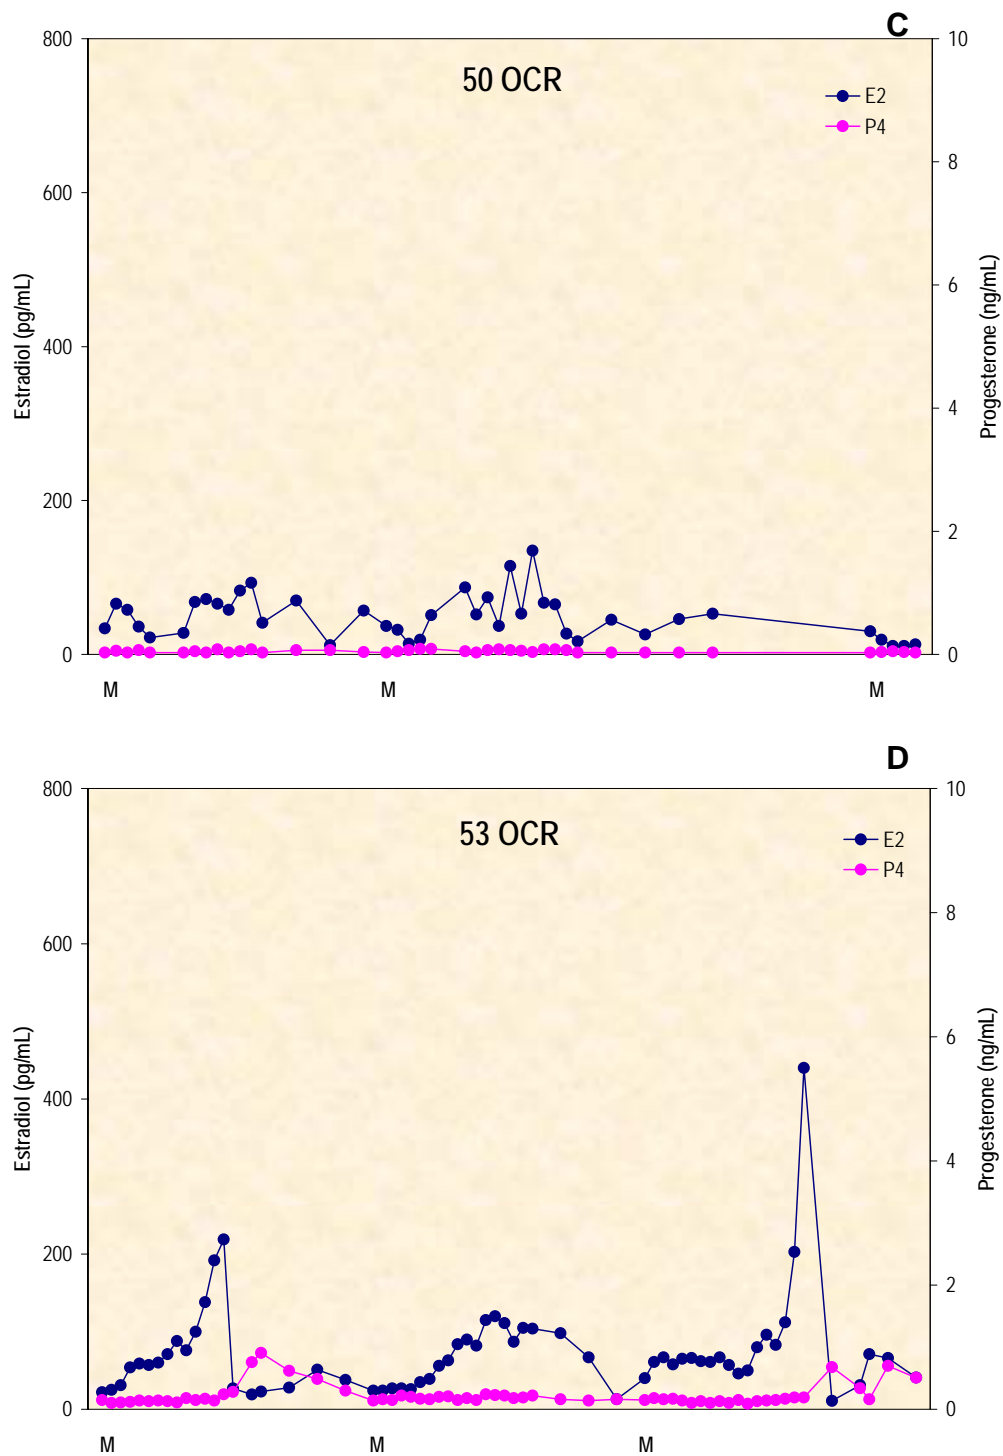 C
800
10
50 OCR
E2
P4
8
600
6
Estradiol (pg/mL)
Progesterone (ng/mL)
400
4
200
2
0
0
M
M
M
D
800
10
53 OCR
E2
P4
8
600
6
Estradiol (pg/mL)
Progesterone (ng/mL)
400
4
200
2
0
0
M
M
M